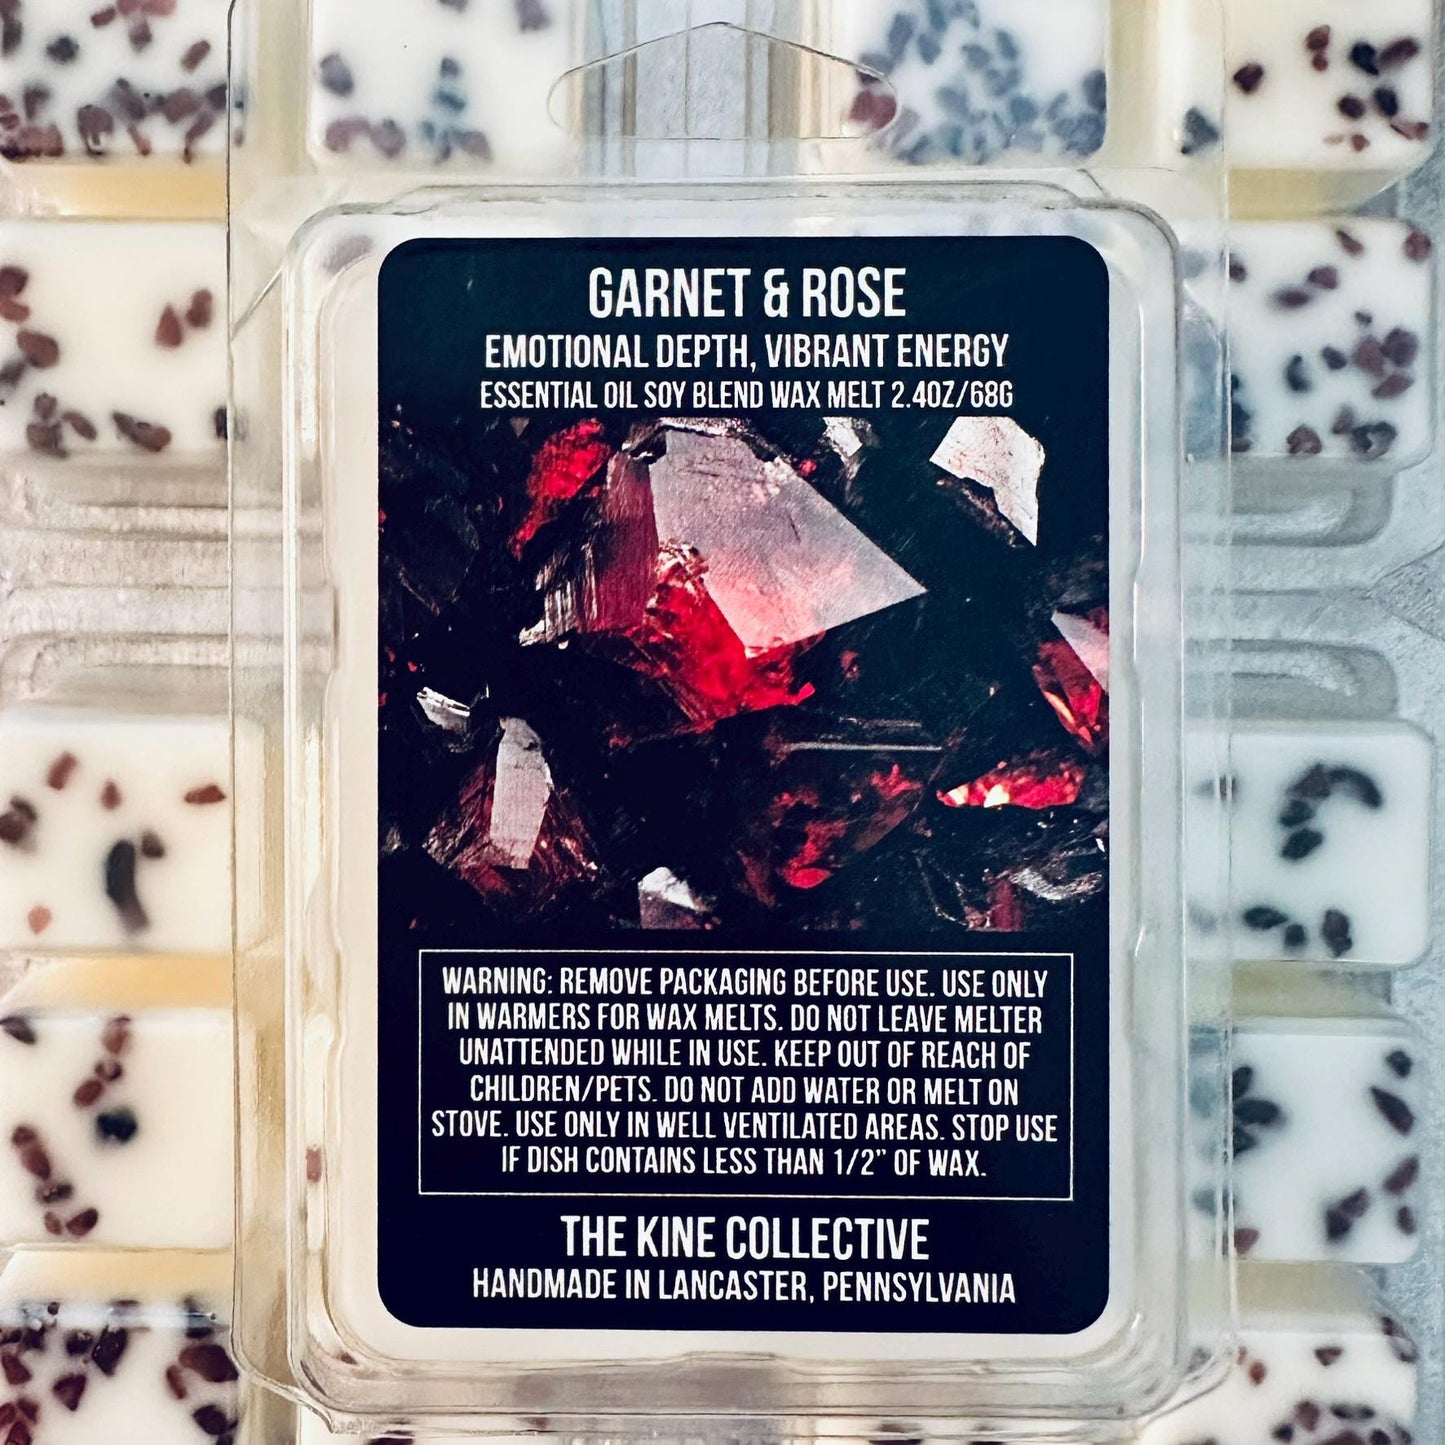 GARNET & ROSE
EMOTIONAL DEPTH, VIBRANT ENERGY
ESSENTIAL OIL SOY BLEND WAX MELT 2.4OZ/68G
WARNING: REMOVE PACKAGING BEFORE USE. USE ONLY
IN WARMERS FOR WAX MELTS. DO NOT LEAVE MELTER
UNATTENDED WHILE IN USE. KEEP OUT OF REACH OF
CHILDREN/PETS. DO NOT ADD WATER OR MELT ON
STOVE. USE ONLY IN WELL VENTILATED AREAS. STOP USE
IF DISH CONTAINS LESS THAN 1/2" OF WAX.
THE KINE COLLECTIVE
HANDMADE IN LANCASTER, PENNSYLVANIA